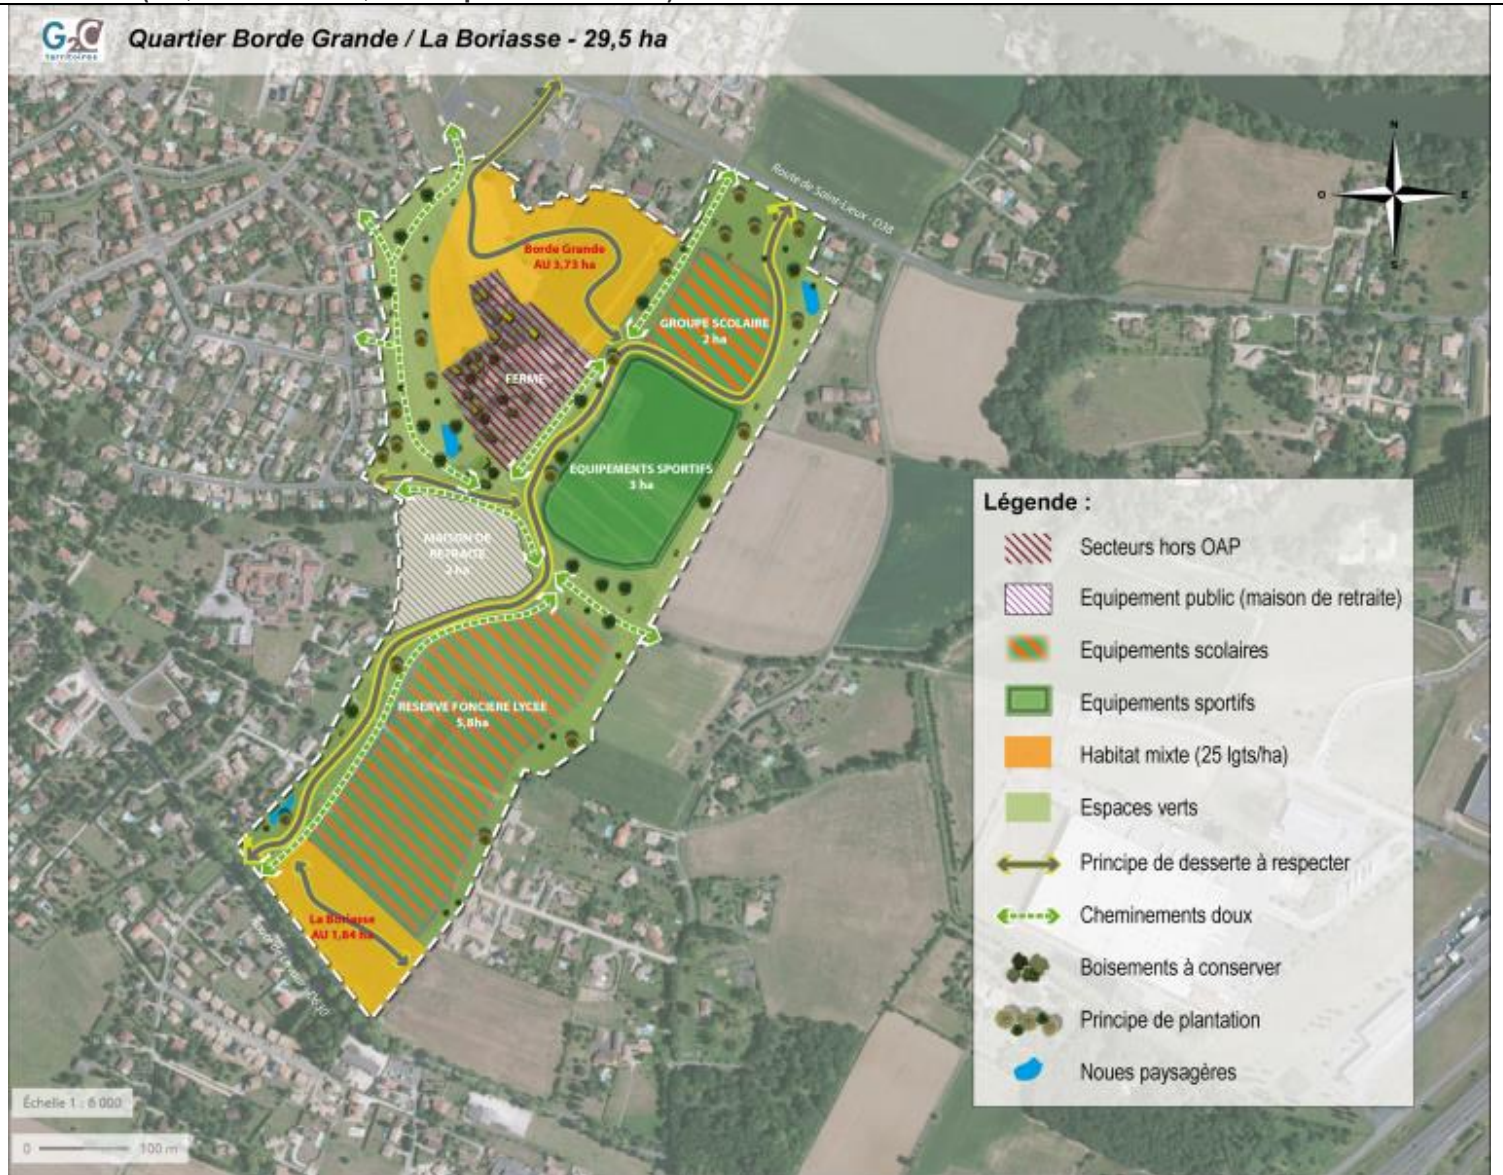 G2C
territoires
Quartier Borde Grande / La Boriasse - 29,5 ha
N
O
E
S
Route de Saint-Lieux - D38
Borde Grande
AU 3,73 ha
GROUPE SCOLAIRE
2 ha
FERME
EQUIPEMENTS SPORTIFS
3 ha
MAISON DE
RETRAITE
2 ha
RESERVE FONCIERE LYCEE
5,8ha
La Boriasse
AU 1,84 ha
Légende :
Secteurs hors OAP
Equipement public (maison de retraite)
Equipements scolaires
Equipements sportifs
Habitat mixte (25 lgts/ha)
Espaces verts
Principe de desserte à respecter
Cheminements doux
Boisements à conserver
Principe de plantation
Noues paysagères
Échelle 1 : 6 000
0
100 m